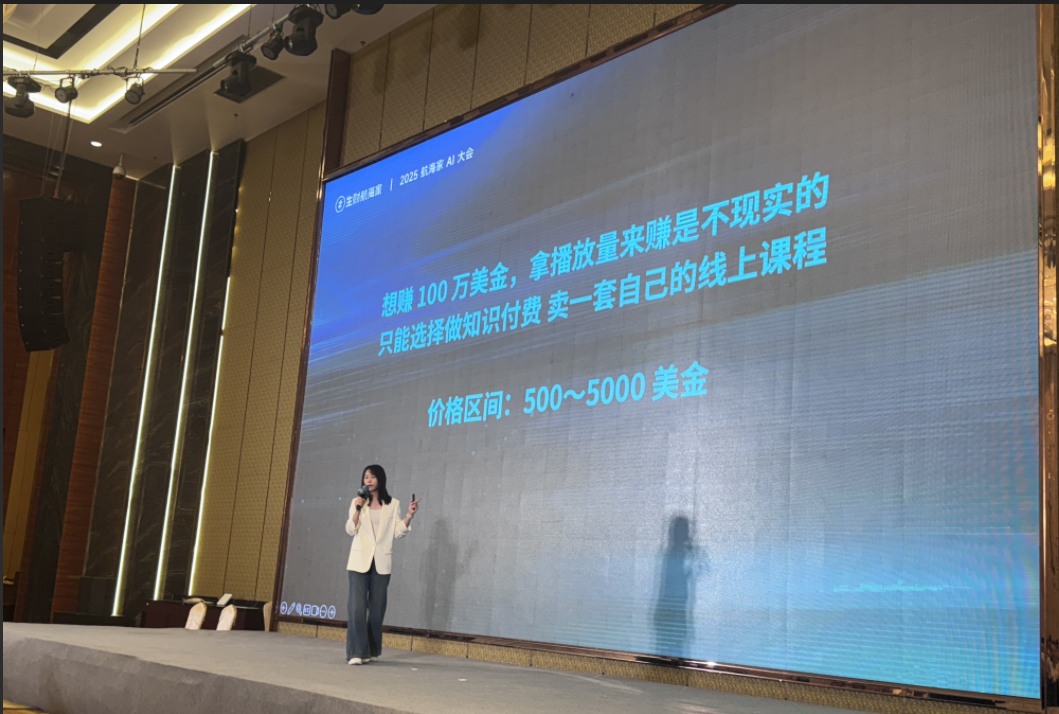 生财航海家 | 2025 航海家 AI 大会
想赚 100 万美金，拿播放量来赚是不现实的
只能选择做知识付费 卖一套自己的线上课程
价格区间：500～5000 美金